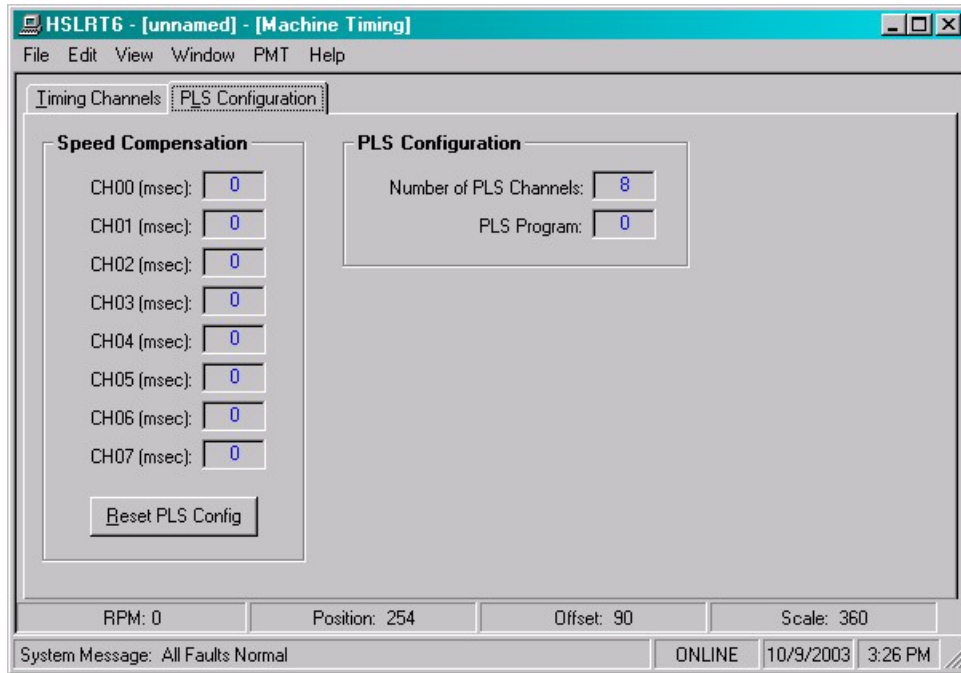 HSLRT6 - [unnamed] - [Machine Timing]
File Edit View Window PMT Help
Timing Channels PLS Configuration
Speed Compensation
CH00 (msec): 0
CH01 (msec): 0
CH02 (msec): 0
CH03 (msec): 0
CH04 (msec): 0
CH05 (msec): 0
CH06 (msec): 0
CH07 (msec): 0
Reset PLS Config
PLS Configuration
Number of PLS Channels: 8
PLS Program: 0
RPM: 0 Position: 254 Offset: 90 Scale: 360
System Message: All Faults Normal ONLINE 10/9/2003 3:26 PM